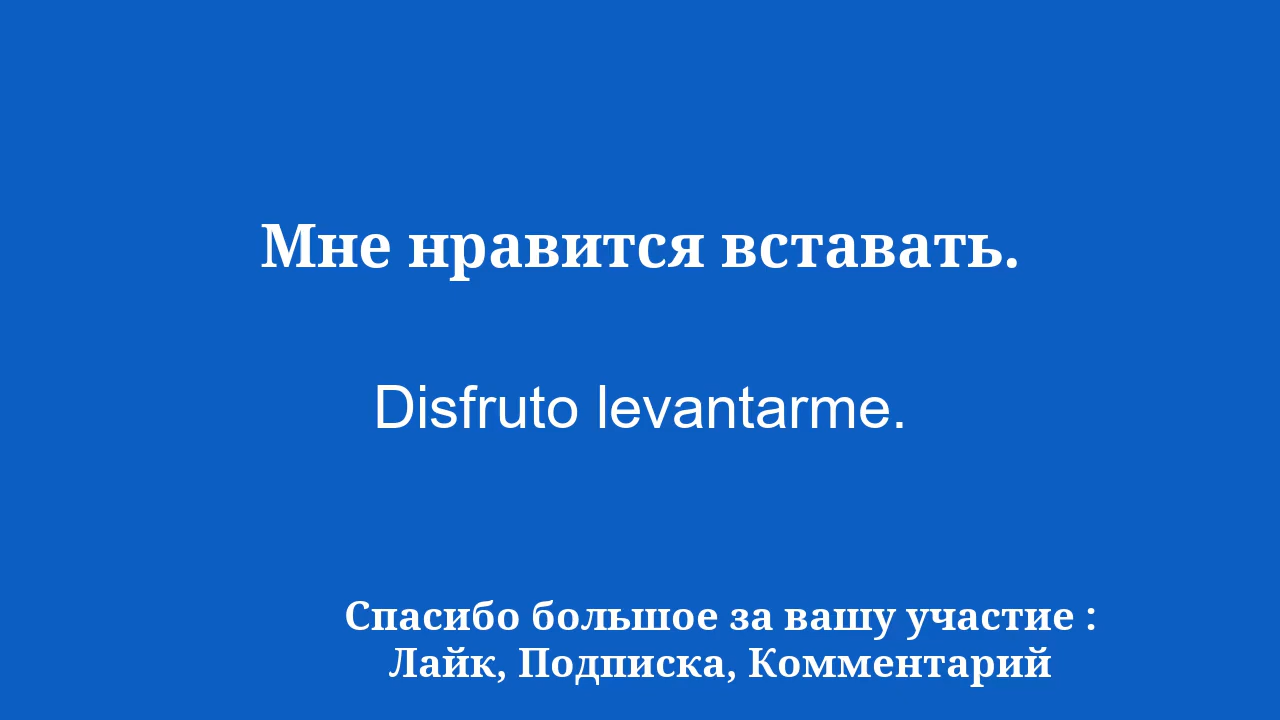 Мне нравится вставать.
Disfruto levantarme.
Спасибо большое за вашу участие :
Лайк, Подписка, Комментарий